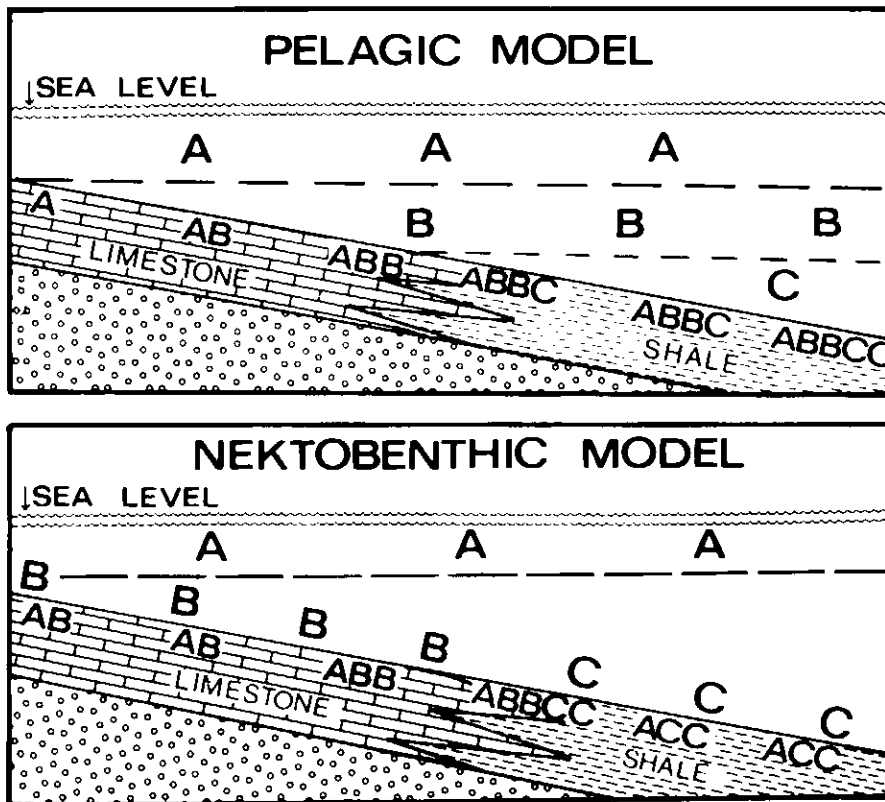 PELAGIC MODEL
↓SEA LEVEL
A A A
A B B B
AB
LIMESTONE ABB ABBC C
ABBC
SHALE ABBCC
NEKTOBENTHIC MODEL
↓SEA LEVEL
A A A
B B
AB B
AB B
LIMESTONE ABB C
ABBCC C
ACC C
SHALE ACC